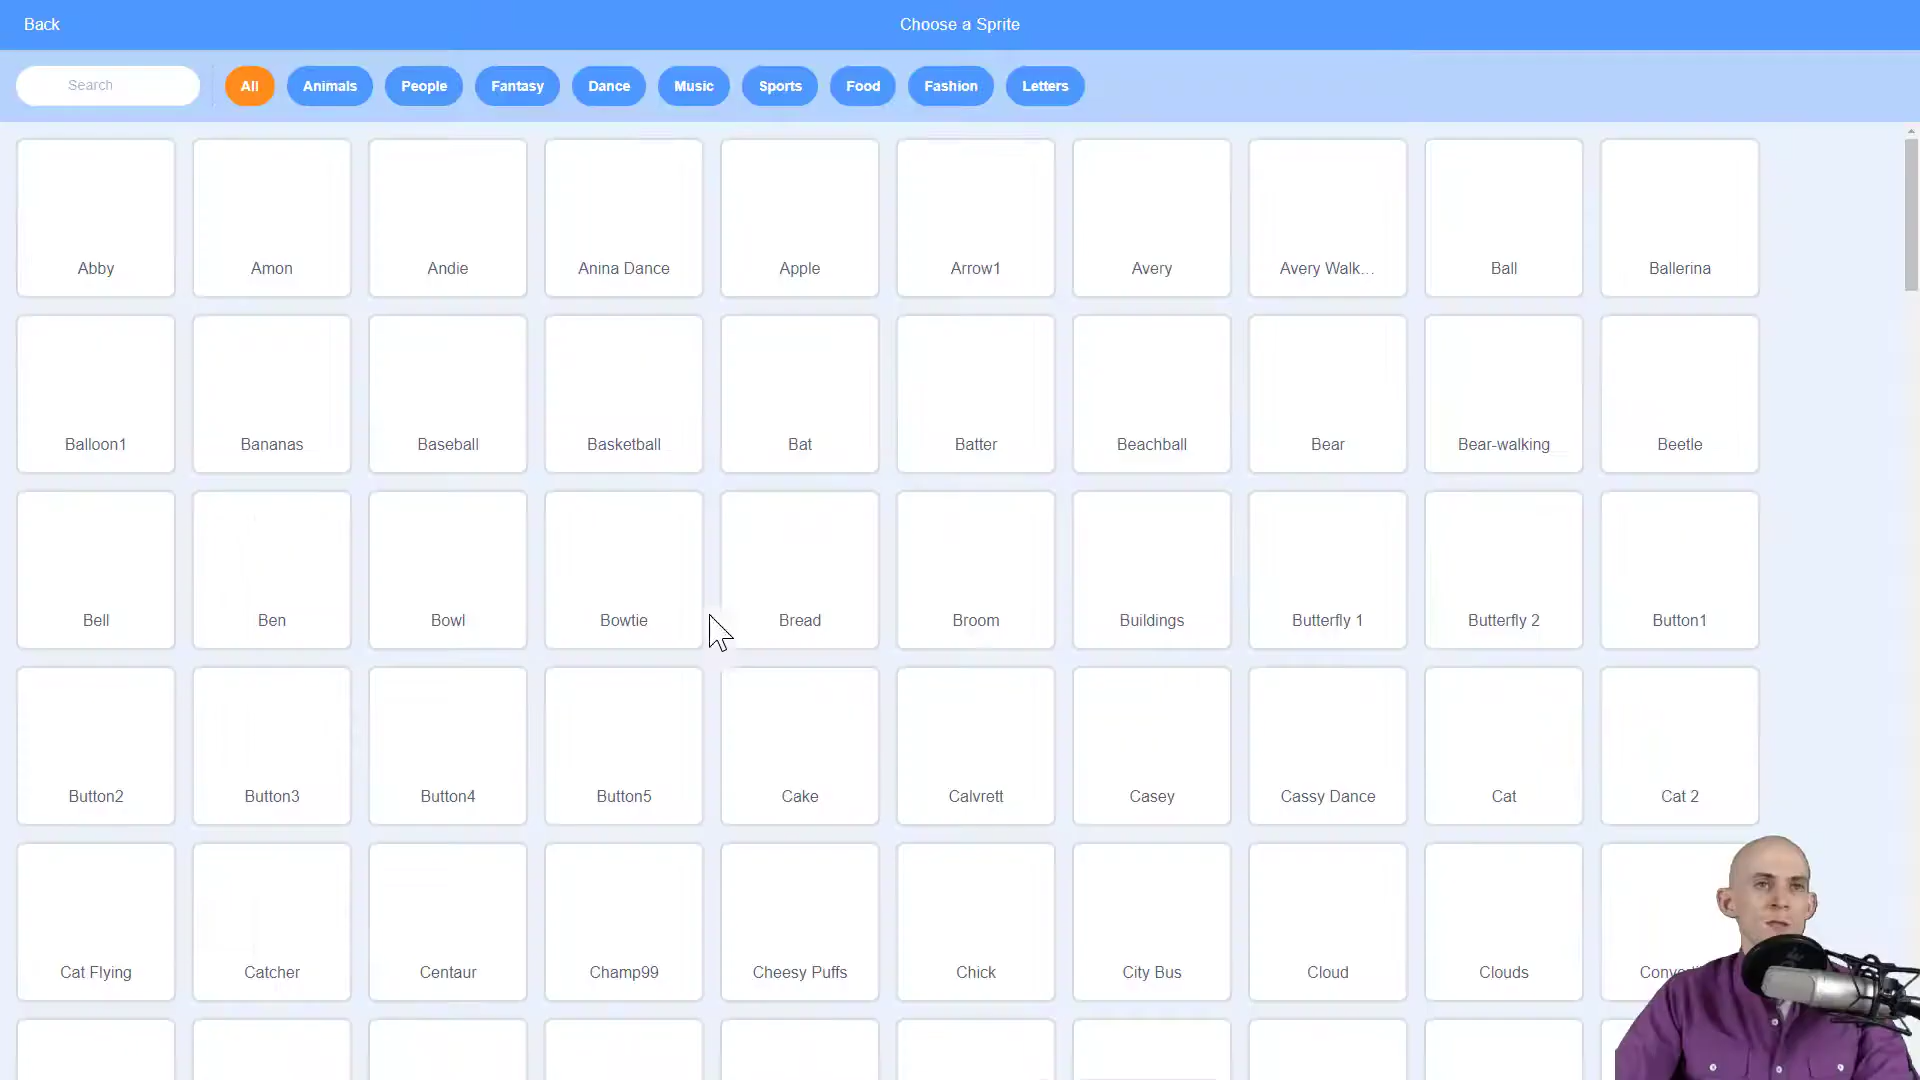 Back
Choose a Sprite
Search
All
Animals
People
Fantasy
Dance
Music
Sports
Food
Fashion
Letters
Abby
Amon
Andie
Anina Dance
Apple
Arrow1
Avery
Avery Walk...
Ball
Ballerina
Balloon1
Bananas
Baseball
Basketball
Bat
Batter
Beachball
Bear
Bear-walking
Beetle
Bell
Ben
Bowl
Bowtie
Bread
Broom
Buildings
Butterfly 1
Butterfly 2
Button1
Button2
Button3
Button4
Button5
Cake
Calvrett
Casey
Cassy Dance
Cat
Cat 2
Cat Flying
Catcher
Centaur
Champ99
Cheesy Puffs
Chick
City Bus
Cloud
Clouds